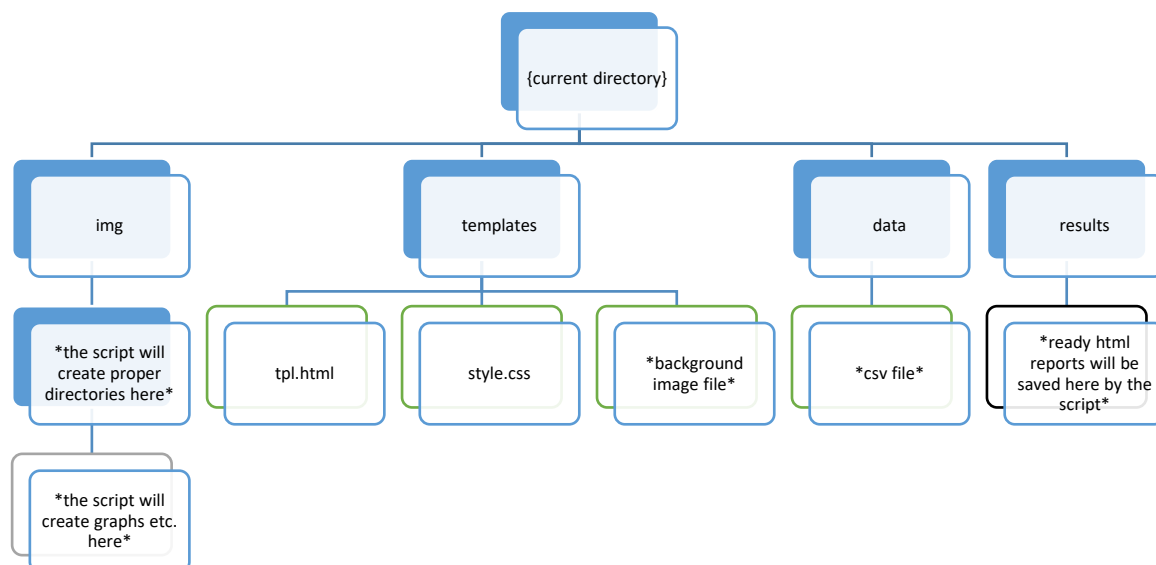 {current directory}
img
templates
data
results
*the script will
create proper
directories here*
tpl.html
style.css
*background
image file*
*csv file*
*ready html
reports will be
saved here by the
script*
*the script will
create graphs etc.
here*